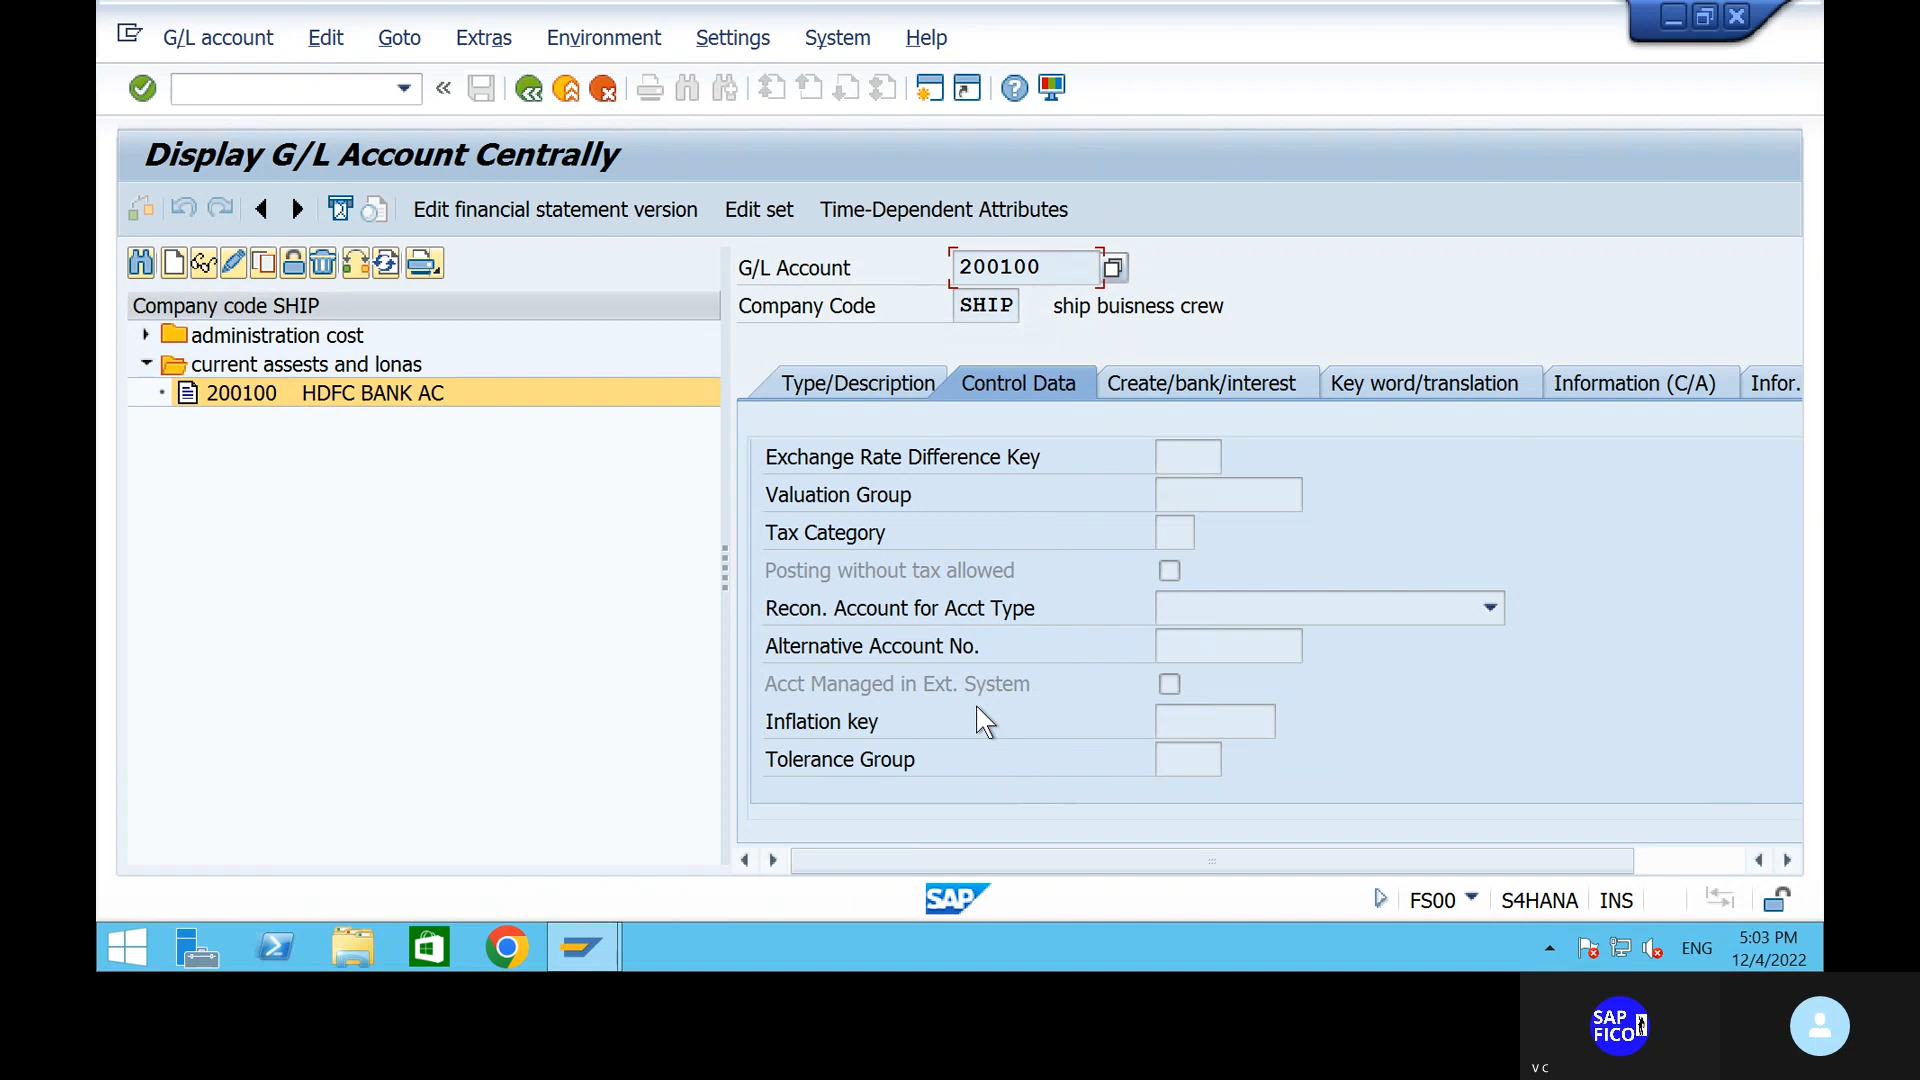 G/L account Edit Goto Extras Environment Settings System Help
Display G/L Account Centrally
Edit financial statement version Edit set Time-Dependent Attributes
Company code SHIP
administration cost
current assests and lonas
200100 HDFC BANK AC
G/L Account 200100
Company Code SHIP ship buisness crew
Type/Description Control Data Create/bank/interest Key word/translation Information (C/A) Infor.
Exchange Rate Difference Key
Valuation Group
Tax Category
Posting without tax allowed
Recon. Account for Acct Type
Alternative Account No.
Acct Managed in Ext. System
Inflation key
Tolerance Group
SAP FS00 S4HANA INS
ENG 5:03 PM
12/4/2022
SAP
FICO
V C